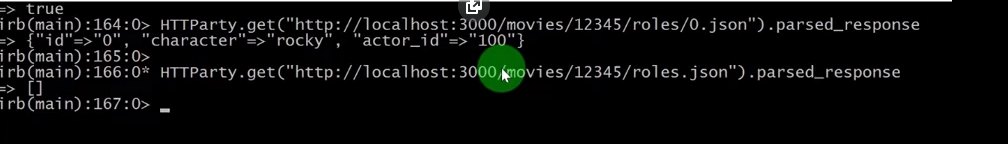 => true
irb(main):164:0> HTTParty.get("http://localhost:3000/movies/12345/roles/0.json").parsed_response
=> {"id"=>"0", "character"=>"rocky", "actor_id"=>"100"}
irb(main):165:0>
irb(main):166:0* HTTParty.get("http://localhost:3000/movies/12345/roles.json").parsed_response
=> []
irb(main):167:0> _